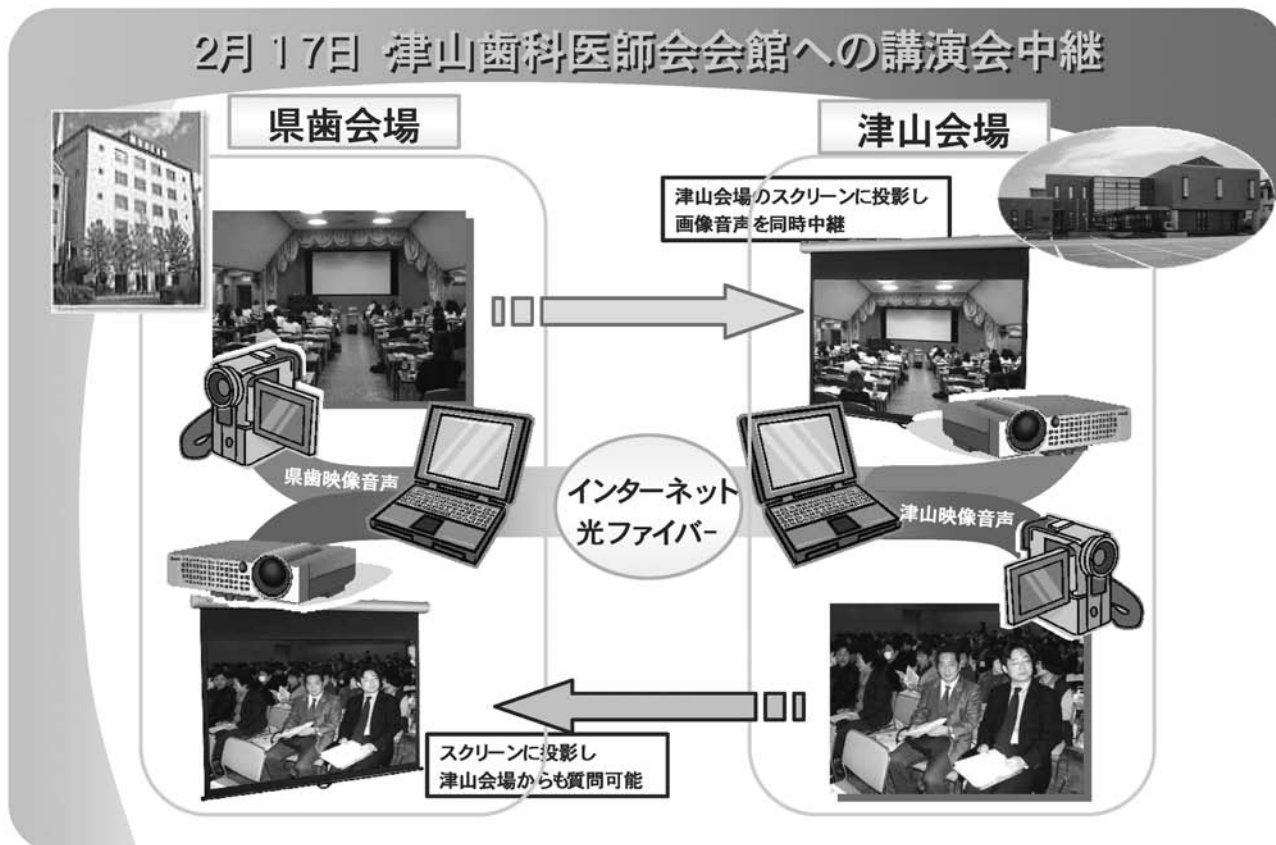 2月17日 津山歯科医師会会館への講演会中継
県歯会場
津山会場
津山会場のスクリーンに投影し
画像音声を同時中継
県歯映像音声
インターネット
光ファイバー
津山映像音声
スクリーンに投影し
津山会場からも質問可能